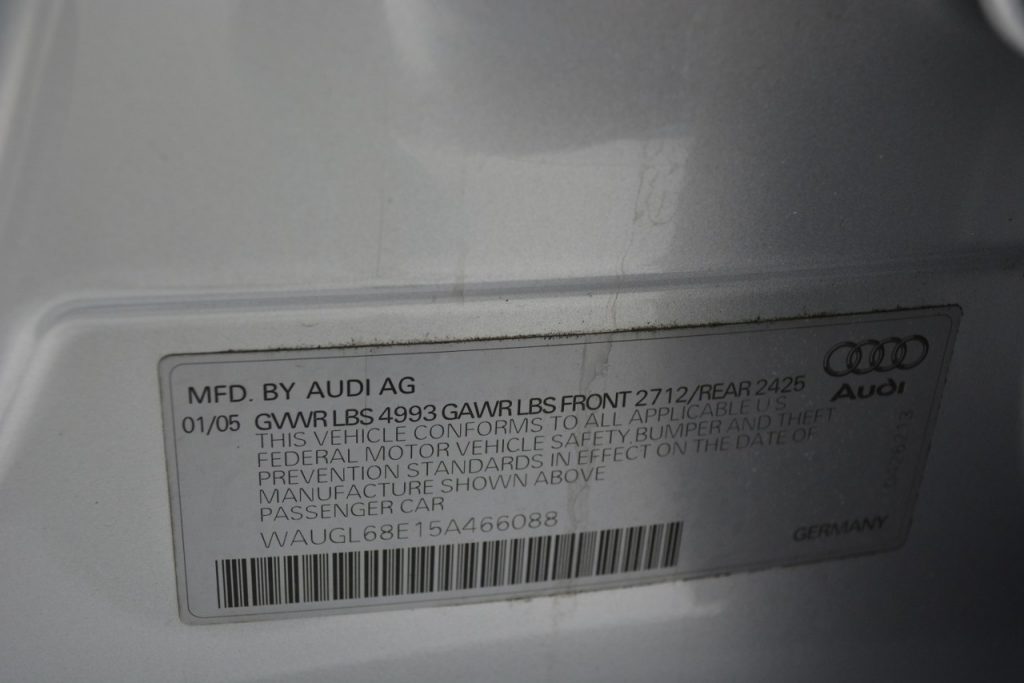 MFD. BY AUDI AG
Audi
01/05 GVWR LBS 4993 GAWR LBS FRONT 2712/REAR 2425
THIS VEHICLE CONFORMS TO ALL APPLICABLE U S
FEDERAL MOTOR VEHICLE SAFETY, BUMPER AND THEFT
PREVENTION STANDARDS IN EFFECT ON THE DATE OF
MANUFACTURE SHOWN ABOVE
PASSENGER CAR
WAUGL68E15A466088
GERMANY